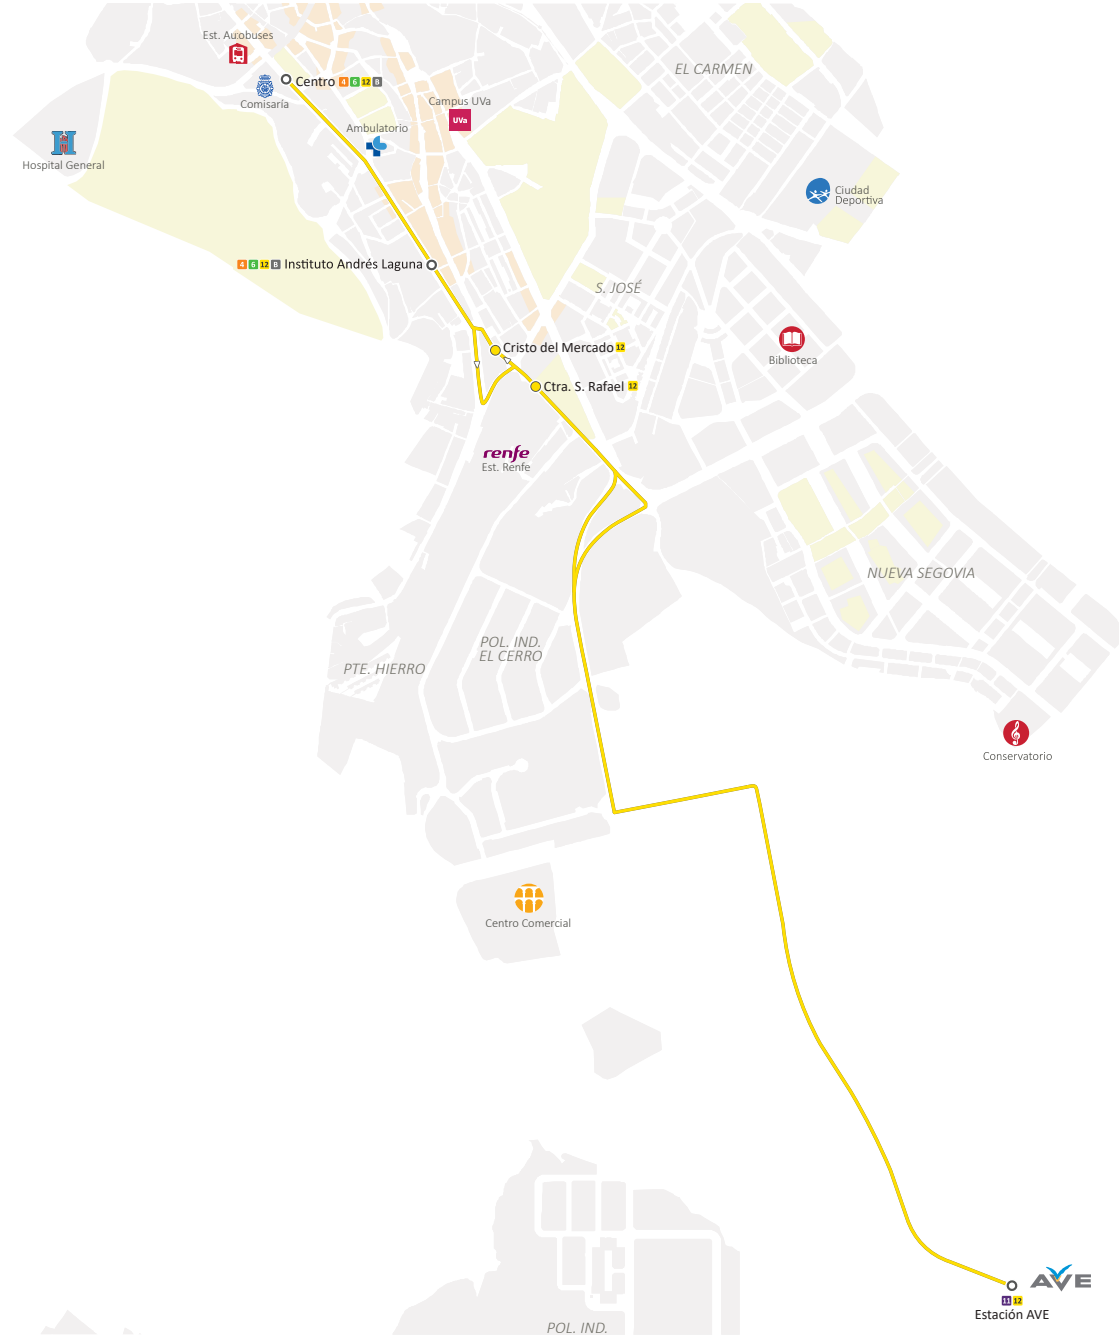 Est. Autobuses
EL CARMEN
Centro 4 6 12 B
Comisaría
Campus UVa
UVa
Ambulatorio
H
Hospital General
Ciudad
Deportiva
4 6 12 B Instituto Andrés Laguna
S. JOSÉ
Cristo del Mercado 12
Biblioteca
Ctra. S. Rafael 12
renfe
Est. Renfe
NUEVA SEGOVIA
POL. IND.
EL CERRO
PTE. HIERRO
Conservatorio
Centro Comercial
AVE
11 12
Estación AVE
POL. IND.